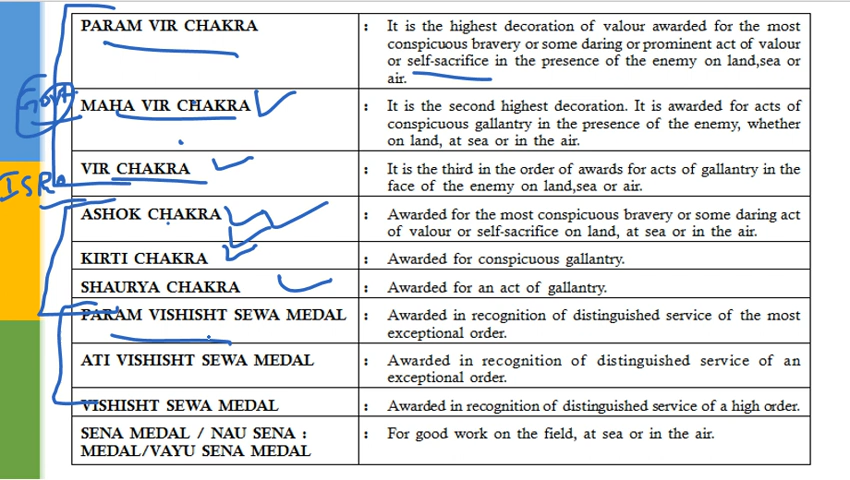 PARAM VIR CHAKRA : It is the highest decoration of valour awarded for the most
conspicuous bravery or some daring or prominent act of valour
or self-sacrifice in the presence of the enemy on land,sea or
air.
MAHA VIR CHAKRA : It is the second highest decoration. It is awarded for acts of
conspicuous gallantry in the presence of the enemy, whether
on land, at sea or in the air.
VIR CHAKRA : It is the third in the order of awards for acts of gallantry in the
face of the enemy on land,sea or air.
ASHOK CHAKRA : Awarded for the most conspicuous bravery or some daring act
of valour or self-sacrifice on land, at sea or in the air.
KIRTI CHAKRA : Awarded for conspicuous gallantry.
SHAURYA CHAKRA : Awarded for an act of gallantry.
PARAM VISHISHT SEWA MEDAL : Awarded in recognition of distinguished service of the most
exceptional order.
ATI VISHISHT SEWA MEDAL : Awarded in recognition of distinguished service of an
exceptional order.
VISHISHT SEWA MEDAL : Awarded in recognition of distinguished service of a high order.
SENA MEDAL / NAU SENA : : For good work on the field, at sea or in the air.
MEDAL/VAYU SENA MEDAL